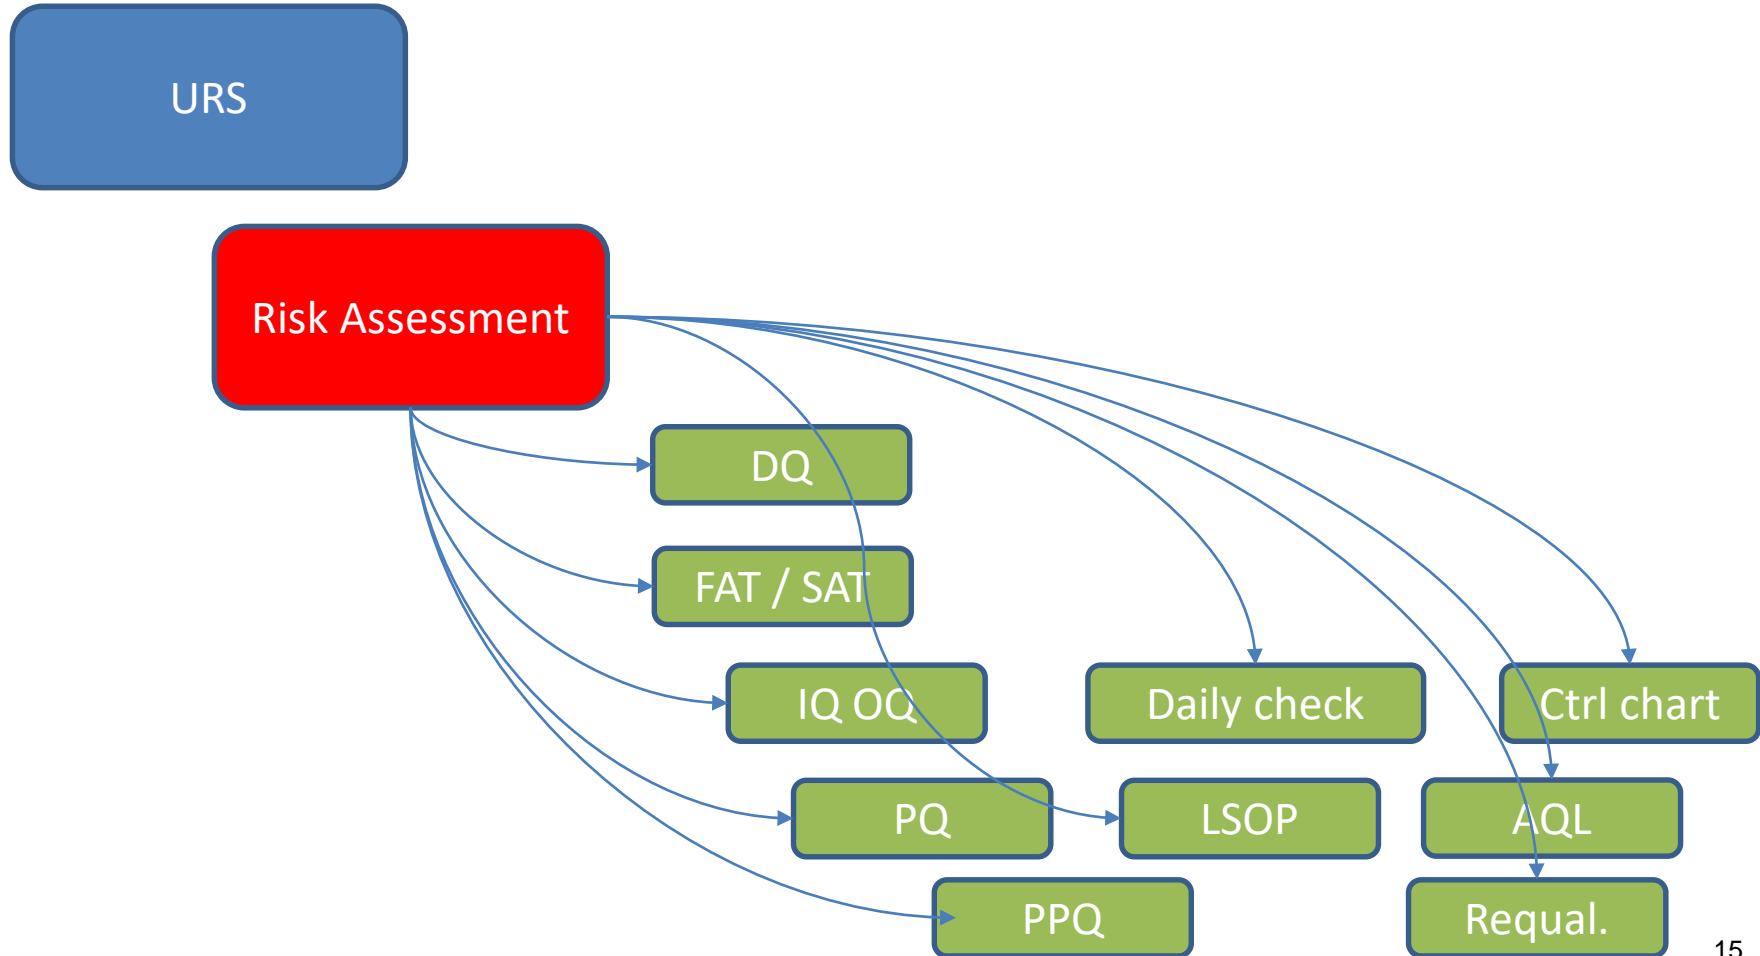 URS
Risk Assessment
DQ
FAT / SAT
IQ OQ
Daily check
Ctrl chart
PQ
LSOP
AQL
PPQ
Requal.
15